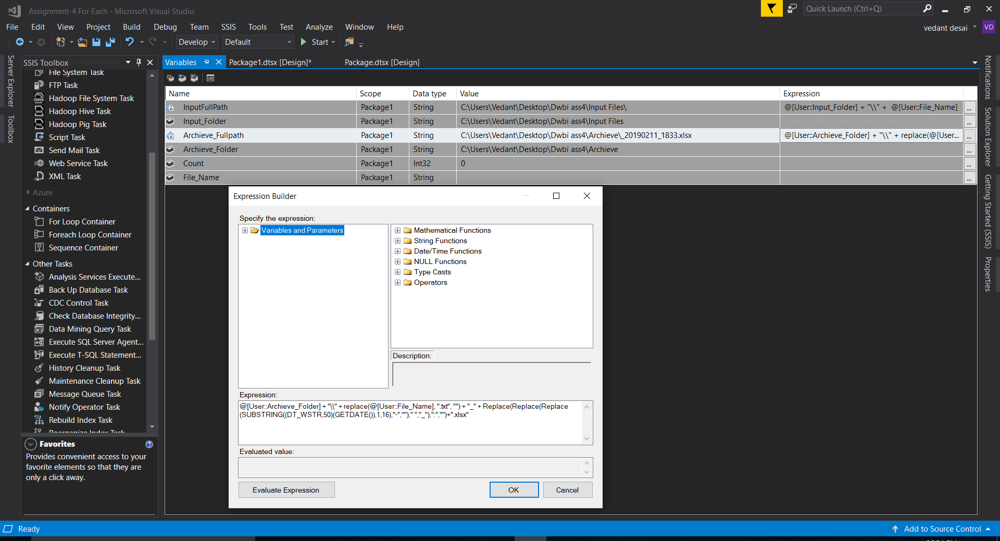 Assignment-4 For Each - Microsoft Visual Studio
Quick Launch (Ctrl+Q)
File Edit View Project Build Debug Team SSIS Tools Test Analyze Window Help
vedant desai VD
Develop Default Start
Server Explorer
Toolbox
SSIS Toolbox
File System Task
FTP Task
Hadoop File System Task
Hadoop Hive Task
Hadoop Pig Task
Script Task
Send Mail Task
Web Service Task
XML Task
Azure
Containers
For Loop Container
Foreach Loop Container
Sequence Container
Other Tasks
Analysis Services Execute...
Back Up Database Task
CDC Control Task
Check Database Integrity...
Data Mining Query Task
Execute SQL Server Agent...
Execute T-SQL Statement...
History Cleanup Task
Maintenance Cleanup Task
Message Queue Task
Notify Operator Task
Rebuild Index Task
Reorganize Index Task
Favorites
Provides convenient access to your
favorite elements so that they are
only a click away.
Variables Package1.dtsx [Design]* Package.dtsx [Design]
Name Scope Data type Value Expression
InputFullPath Package1 String C:\Users\Vedant\Desktop\Dwbi ass4\Input Files\ @[User::Input_Folder] + "\\" + @[User::File_Name] ...
Input_Folder Package1 String C:\Users\Vedant\Desktop\Dwbi ass4\Input Files ...
Archieve_Fullpath Package1 String C:\Users\Vedant\Desktop\Dwbi ass4\Archieve\_20190211_1833.xlsx @[User::Archieve_Folder] + "\\" + replace(@[User... ...
Archieve_Folder Package1 String C:\Users\Vedant\Desktop\Dwbi ass4\Archieve ...
Count Package1 Int32 0 ...
File_Name Package1 String ...
Expression Builder
Specify the expression:
Variables and Parameters
Mathematical Functions
String Functions
Date/Time Functions
NULL Functions
Type Casts
Operators
Description:
Expression:
@[User::Archieve_Folder] + "\\" + replace(@[User::File_Name], ".txt", "") + "_" + Replace(Replace(Replace
(SUBSTRING((DT_WSTR,50)(GETDATE()),1,16),"-","")," ","_"),":","")+".xlsx"
Evaluated value:
Evaluate Expression OK Cancel
Notifications
Solution Explorer
Getting Started (SSIS)
Properties
Ready
Add to Source Control